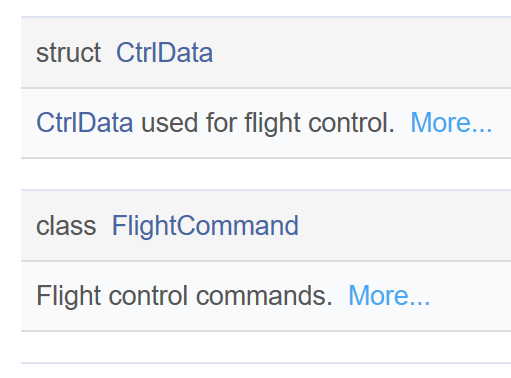 struct CtrlData
CtrlData used for flight control. More...
class FlightCommand
Flight control commands. More...